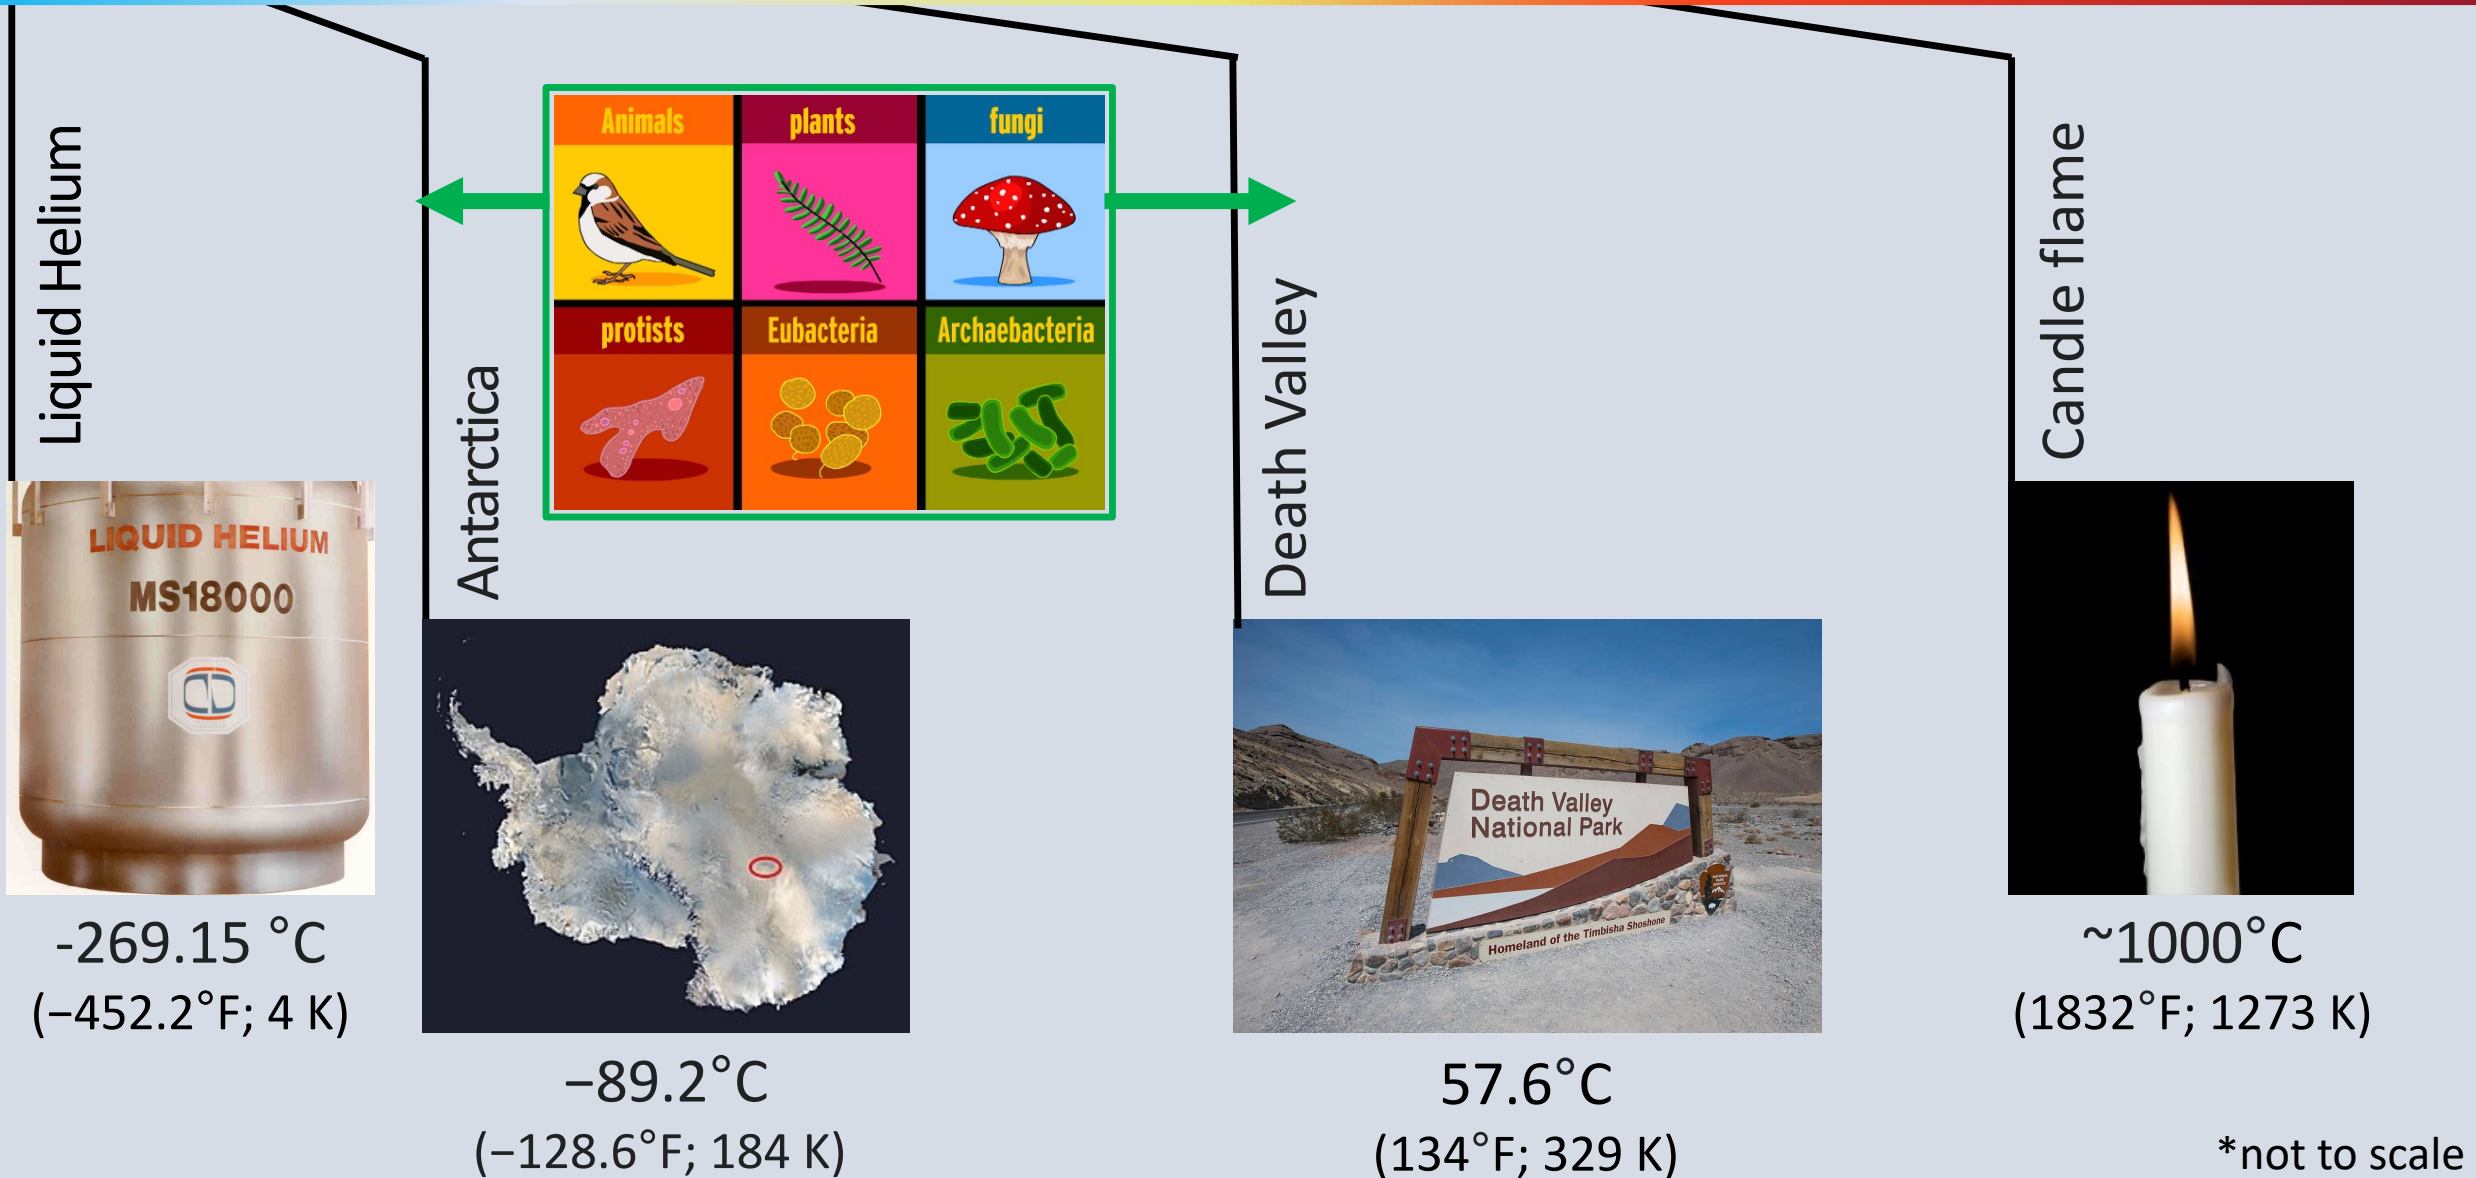 Liquid Helium
Antarctica
Animals
plants
fungi
protists
Eubacteria
Archaebacteria
Death Valley
Candle flame
LIQUID HELIUM
MS18000
CD
Death Valley
National Park
Homeland of the Timbisha Shoshone
-269.15 °C
(−452.2°F; 4 K)
−89.2°C
(−128.6°F; 184 K)
57.6°C
(134°F; 329 K)
~1000°C
(1832°F; 1273 K)
*not to scale